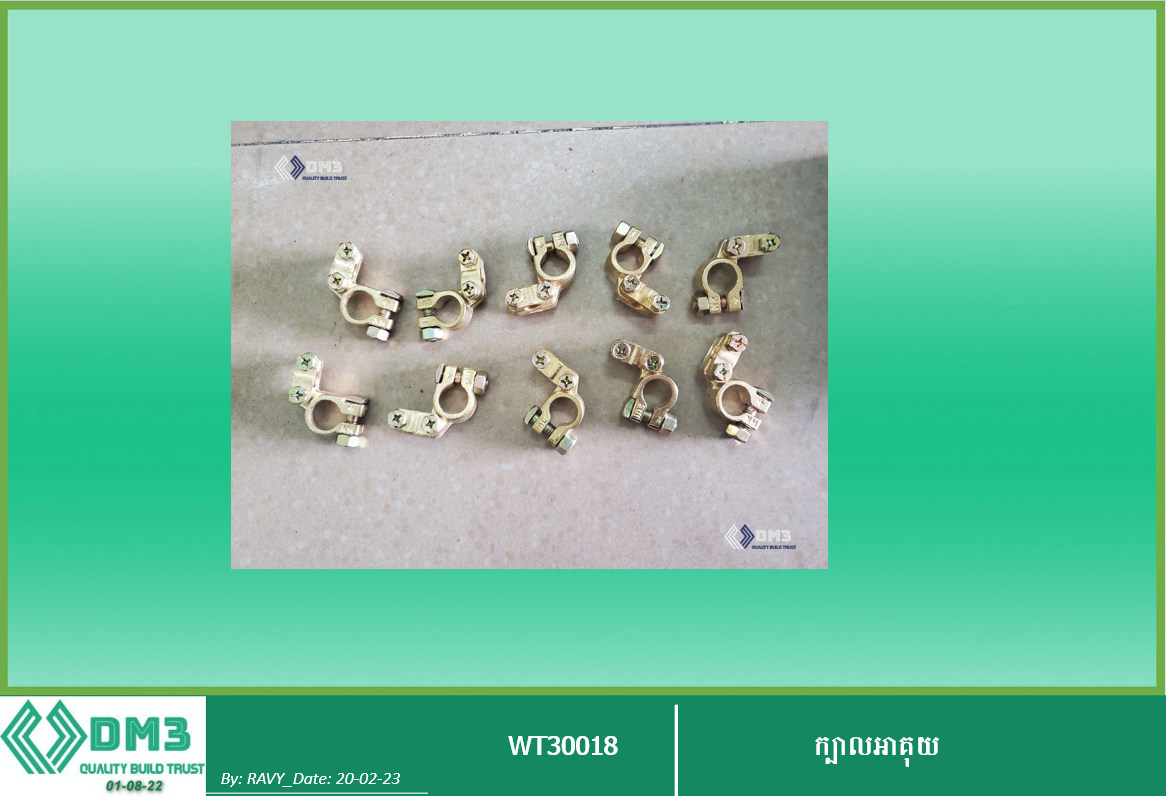 DM3
QUALITY BUILD TRUST
DM3
QUALITY BUILD TRUST
DM3
QUALITY BUILD TRUST
01-08-22
By: RAVY_Date: 20-02-23
WT30018
ក្បាលអាគុយ